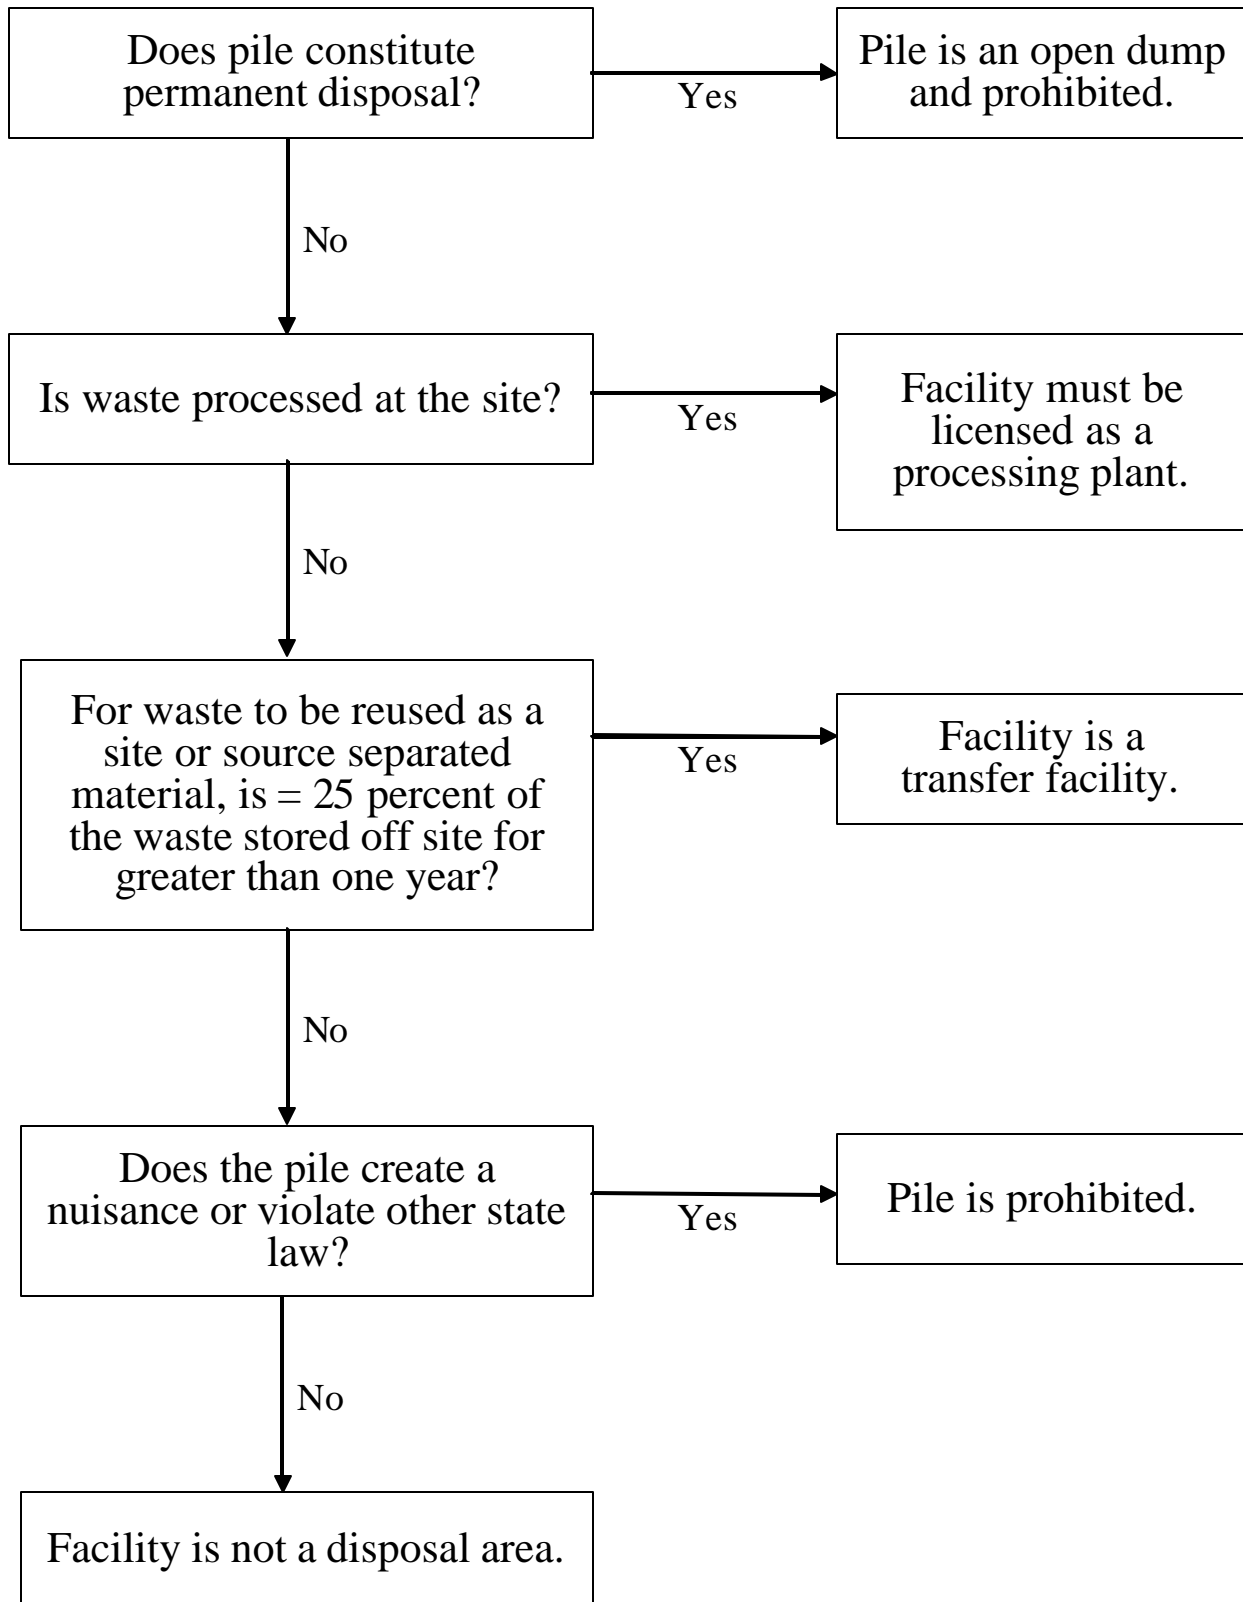 Does pile constitute
permanent disposal?
Yes
Pile is an open dump
and prohibited.
No
Is waste processed at the site?
Yes
Facility must be
licensed as a
processing plant.
No
For waste to be reused as a
site or source separated
material, is = 25 percent of
the waste stored off site for
greater than one year?
Yes
Facility is a
transfer facility.
No
Does the pile create a
nuisance or violate other state
law?
Yes
Pile is prohibited.
No
Facility is not a disposal area.